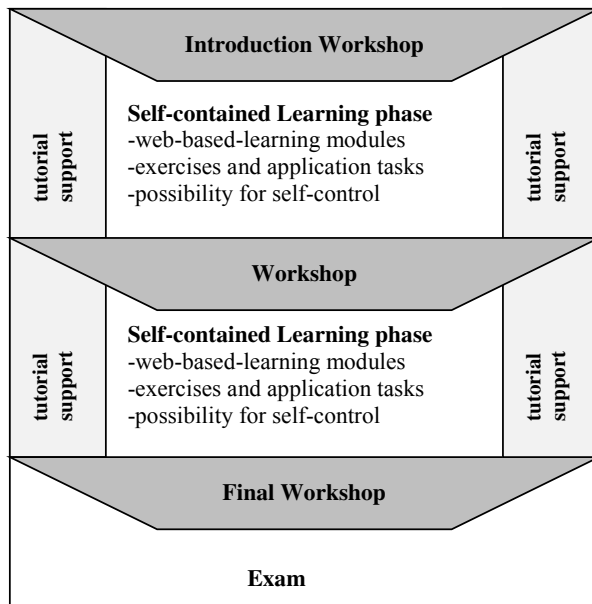 Introduction Workshop
tutorial
support
Self-contained Learning phase
-web-based-learning modules
-exercises and application tasks
-possibility for self-control
tutorial
support
Workshop
tutorial
support
Self-contained Learning phase
-web-based-learning modules
-exercises and application tasks
-possibility for self-control
tutorial
support
Final Workshop
Exam